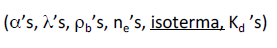 (α's, λ's, ρb's, ne's, isoterma, Kd 's)